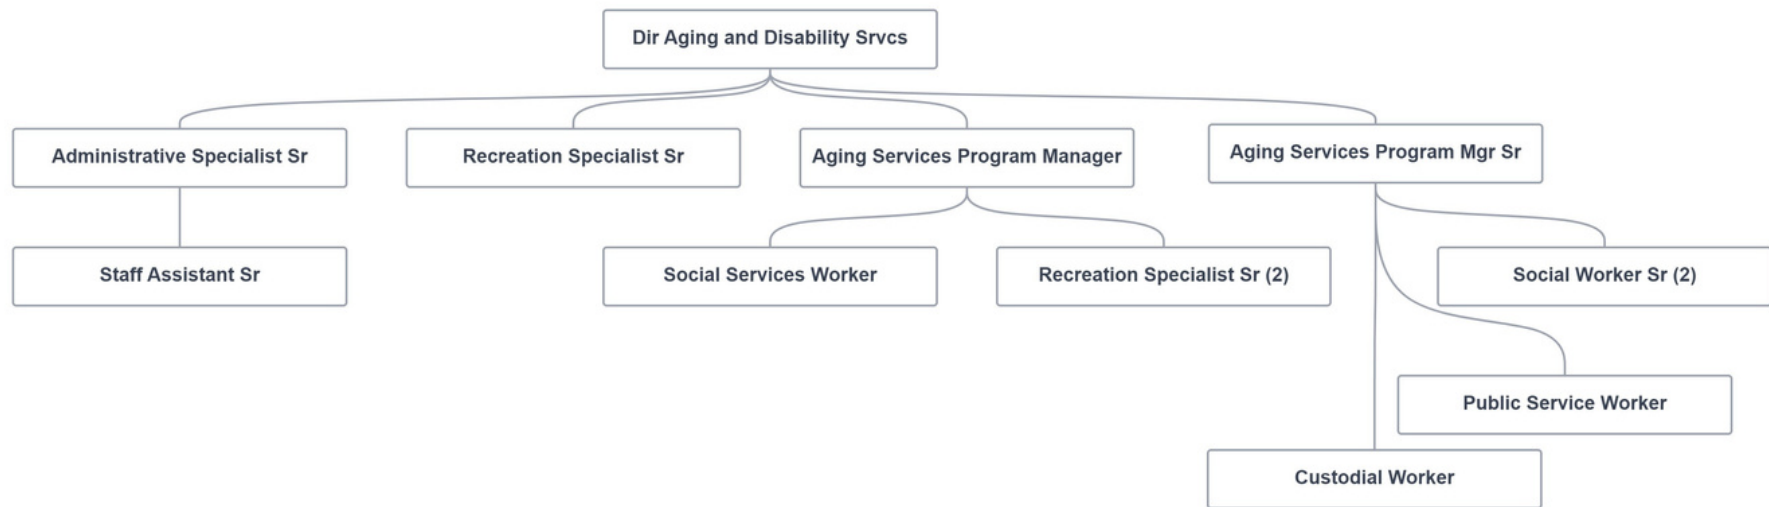 Dir Aging and Disability Srvcs
Administrative Specialist Sr
Recreation Specialist Sr
Aging Services Program Manager
Aging Services Program Mgr Sr
Staff Assistant Sr
Social Services Worker
Recreation Specialist Sr (2)
Social Worker Sr (2)
Public Service Worker
Custodial Worker